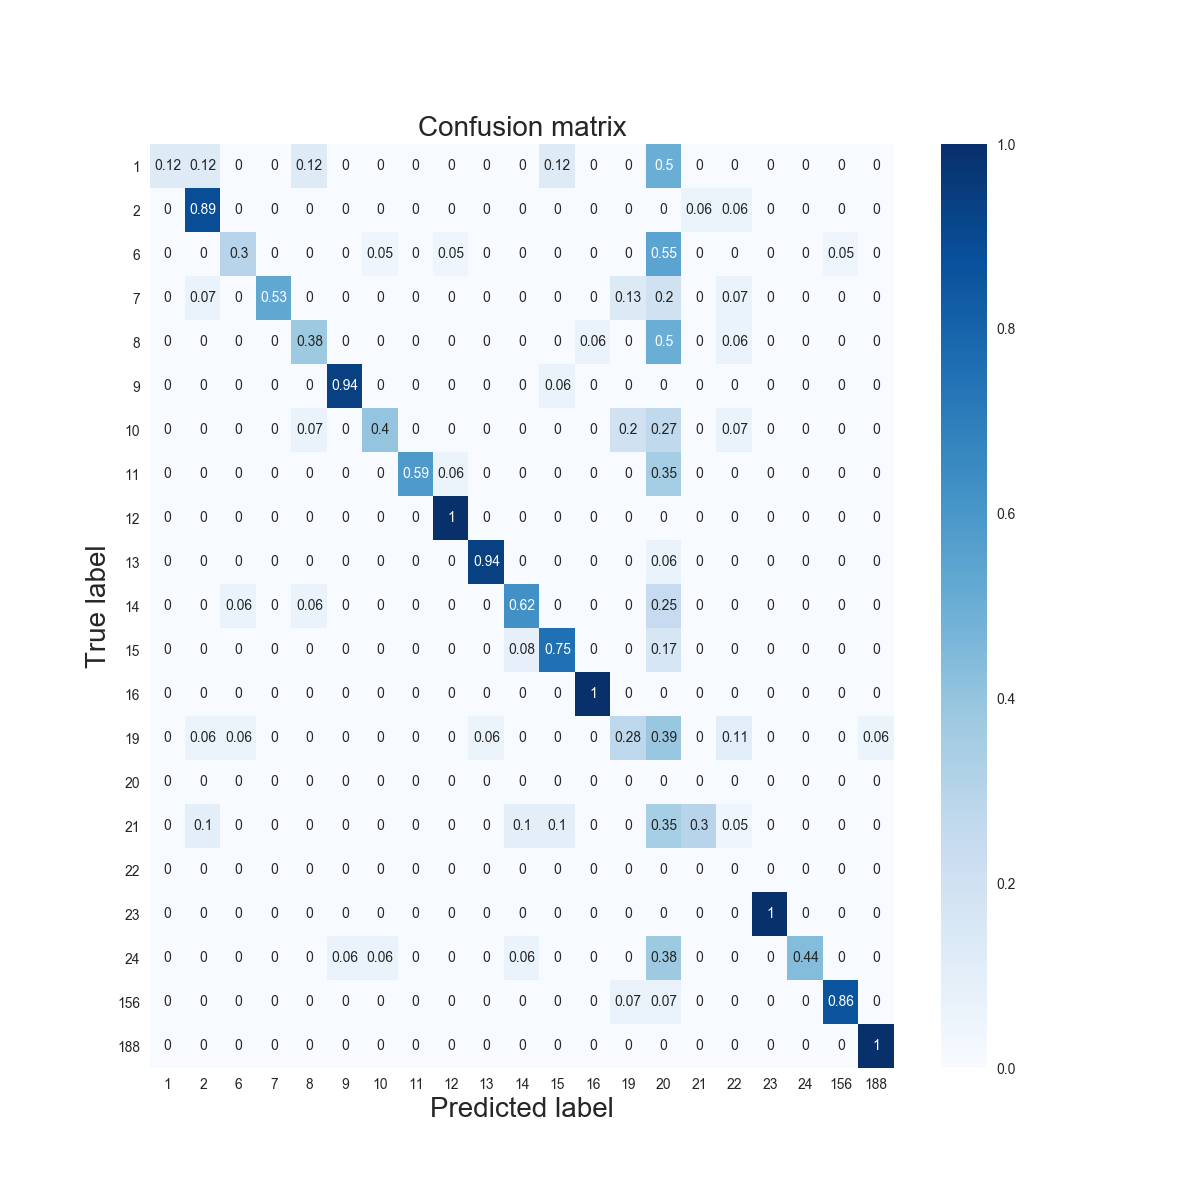 Confusion matrix
1 0.12 0.12 0 0 0.12 0 0 0 0 0 0 0.12 0 0 0.5 0 0 0 0 0 0 1.0
2 0 0.89 0 0 0 0 0 0 0 0 0 0 0 0 0 0.06 0.06 0 0 0 0
6 0 0 0.3 0 0 0 0.05 0 0.05 0 0 0 0 0 0.55 0 0 0 0 0.05 0
7 0 0.07 0 0.53 0 0 0 0 0 0 0 0 0 0.13 0.2 0 0.07 0 0 0 0
0.8
8 0 0 0 0 0.38 0 0 0 0 0 0 0 0.06 0 0.5 0 0.06 0 0 0 0
9 0 0 0 0 0 0.94 0 0 0 0 0 0.06 0 0 0 0 0 0 0 0 0
10 0 0 0 0 0.07 0 0.4 0 0 0 0 0 0 0.2 0.27 0 0.07 0 0 0 0
11 0 0 0 0 0 0 0 0.59 0.06 0 0 0 0 0 0.35 0 0 0 0 0 0
12 0 0 0 0 0 0 0 0 1 0 0 0 0 0 0 0 0 0 0 0 0 0.6
13 0 0 0 0 0 0 0 0 0 0.94 0 0 0 0 0.06 0 0 0 0 0 0
14 0 0 0.06 0 0.06 0 0 0 0 0 0.62 0 0 0 0.25 0 0 0 0 0 0
True label
15 0 0 0 0 0 0 0 0 0 0 0.08 0.75 0 0 0.17 0 0 0 0 0 0
16 0 0 0 0 0 0 0 0 0 0 0 0 1 0 0 0 0 0 0 0 0 0.4
19 0 0.06 0.06 0 0 0 0 0 0 0.06 0 0 0 0.28 0.39 0 0.11 0 0 0 0.06
20 0 0 0 0 0 0 0 0 0 0 0 0 0 0 0 0 0 0 0 0 0
21 0 0.1 0 0 0 0 0 0 0 0 0.1 0.1 0 0 0.35 0.3 0.05 0 0 0 0
22 0 0 0 0 0 0 0 0 0 0 0 0 0 0 0 0 0 0 0 0 0 0.2
23 0 0 0 0 0 0 0 0 0 0 0 0 0 0 0 0 0 1 0 0 0
24 0 0 0 0 0 0.06 0.06 0 0 0 0.06 0 0 0 0.38 0 0 0 0.44 0 0
156 0 0 0 0 0 0 0 0 0 0 0 0 0 0.07 0.07 0 0 0 0 0.86 0
188 0 0 0 0 0 0 0 0 0 0 0 0 0 0 0 0 0 0 0 0 1
0.0
1 2 6 7 8 9 10 11 12 13 14 15 16 19 20 21 22 23 24 156 188
Predicted label